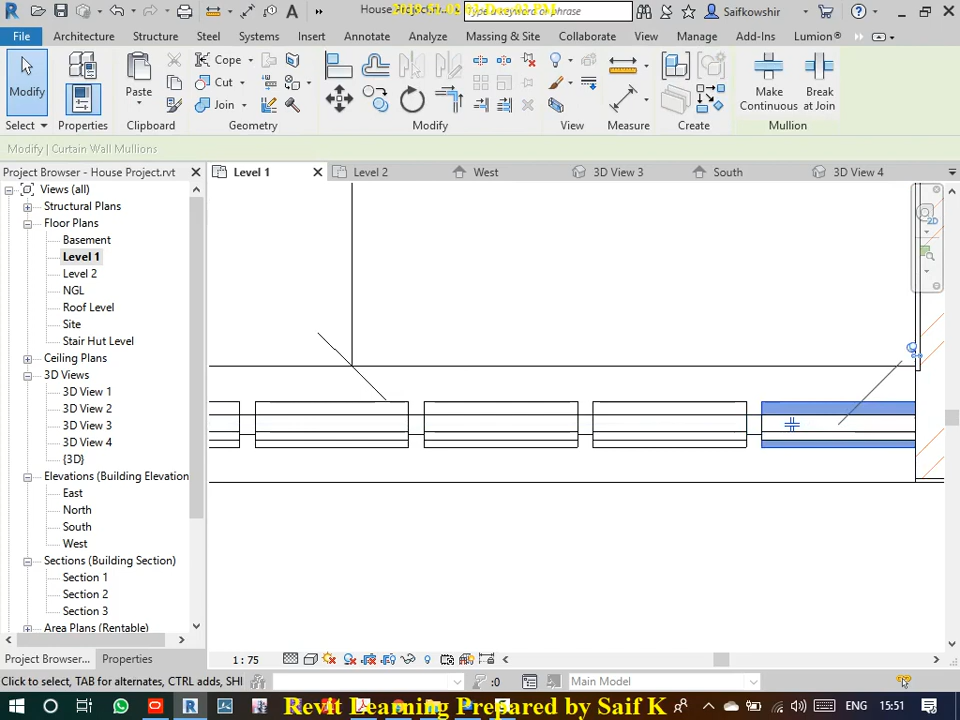 House Project.r...
Type a keyword or phrase
Saifkowshir
File
Architecture
Structure
Steel
Systems
Insert
Annotate
Analyze
Massing & Site
Collaborate
View
Manage
Add-Ins
Lumion®
Modify
Paste
Cope
Cut
Join
Make
Continuous
Break
at Join
Select
Properties
Clipboard
Geometry
Modify
View
Measure
Create
Mullion
Modify | Curtain Wall Mullions
Project Browser - House Project.rvt
Level 1
Level 2
West
3D View 3
South
3D View 4
Views (all)
Structural Plans
Floor Plans
Basement
Level 1
Level 2
NGL
Roof Level
Site
Stair Hut Level
Ceiling Plans
3D Views
3D View 1
3D View 2
3D View 3
3D View 4
{3D}
Elevations (Building Elevation
East
North
South
West
Sections (Building Section)
Section 1
Section 2
Section 3
Area Plans (Rentable)
2D
Project Browser...
Properties
1 : 75
Click to select, TAB for alternates, CTRL adds, SHI
:0
Main Model
Revit Learning Prepared by Saif K
ENG
15:51